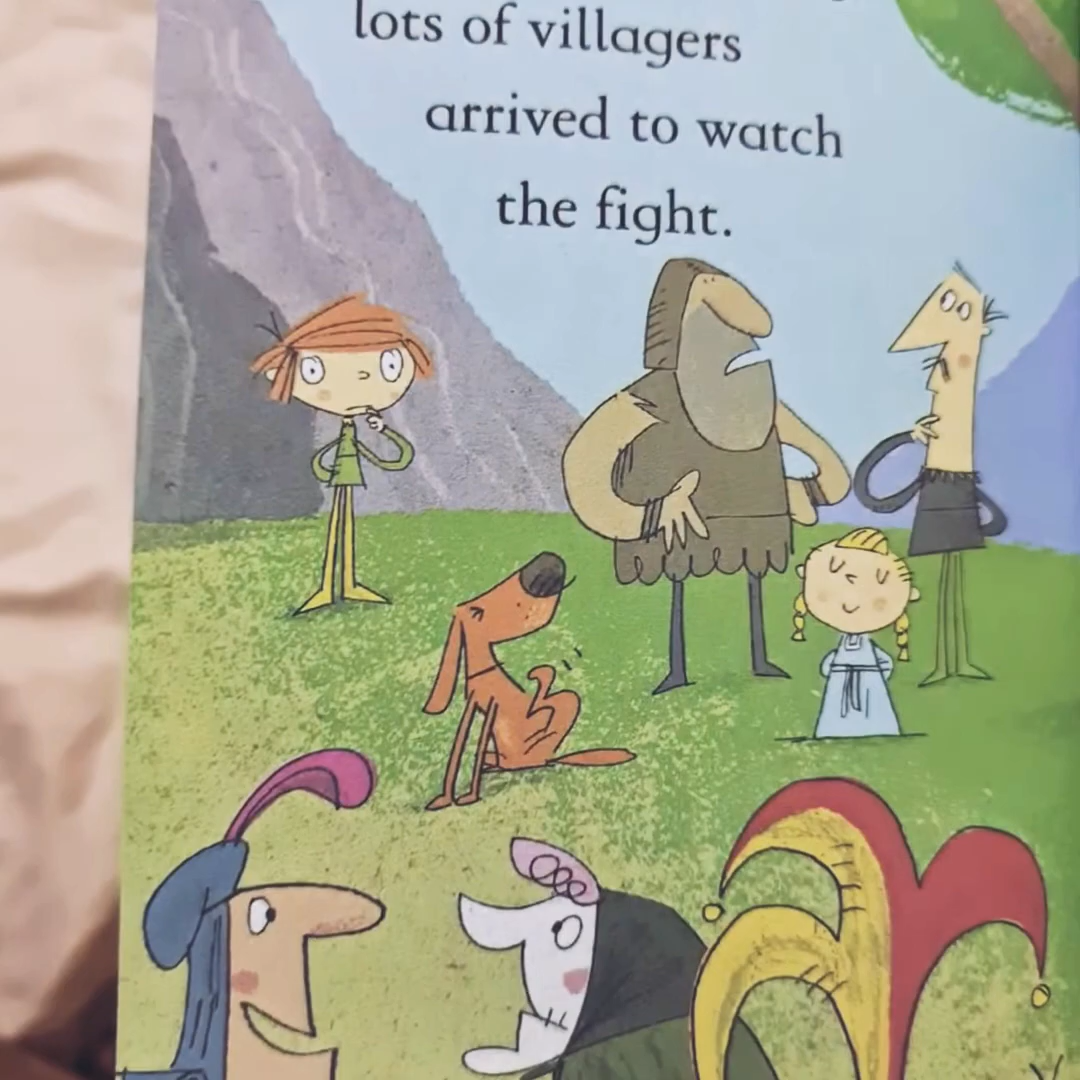 lots of villagers
arrived to watch
the fight.